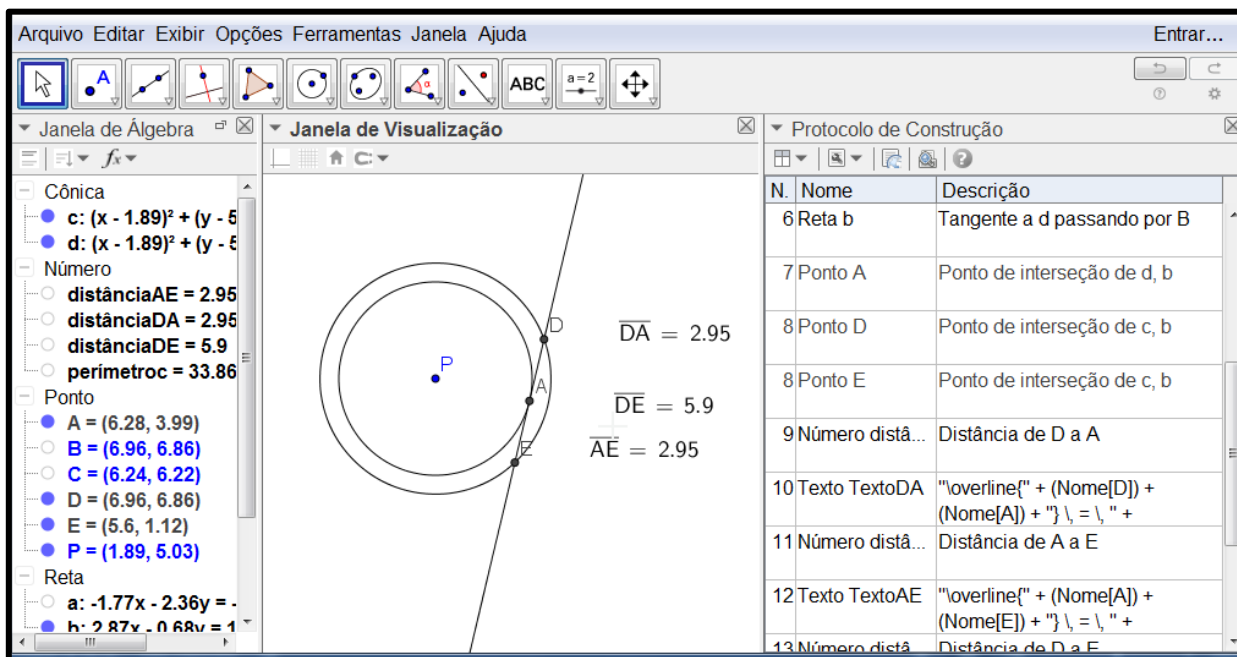 Arquivo Editar Exibir Opções Ferramentas Janela Ajuda
Entrar...
A
α
ABC
a=2
Janela de Álgebra
fx
Cônica
c: (x - 1.89)² + (y - 5
d: (x - 1.89)² + (y - 5
Número
distânciaAE = 2.95
distânciaDA = 2.95
distânciaDE = 5.9
perímetroc = 33.86
Ponto
A = (6.28, 3.99)
B = (6.96, 6.86)
C = (6.24, 6.22)
D = (6.96, 6.86)
E = (5.6, 1.12)
P = (1.89, 5.03)
Reta
a: -1.77x - 2.36y = -
b: 2.87x - 0.68y = 1
Janela de Visualização
P
D
A
E
DA = 2.95
DE = 5.9
AE = 2.95
Protocolo de Construção
N. Nome Descrição
6 Reta b Tangente a d passando por B
7 Ponto A Ponto de interseção de d, b
8 Ponto D Ponto de interseção de c, b
8 Ponto E Ponto de interseção de c, b
9 Número distâ... Distância de D a A
10 Texto TextoDA "\overline{" + (Nome[D]) +
(Nome[A]) + "} \, = \, " +
11 Número distâ... Distância de A a E
12 Texto TextoAE "\overline{" + (Nome[A]) +
(Nome[E]) + "} \, = \, " +
13 Número distâ... Distância de D a E